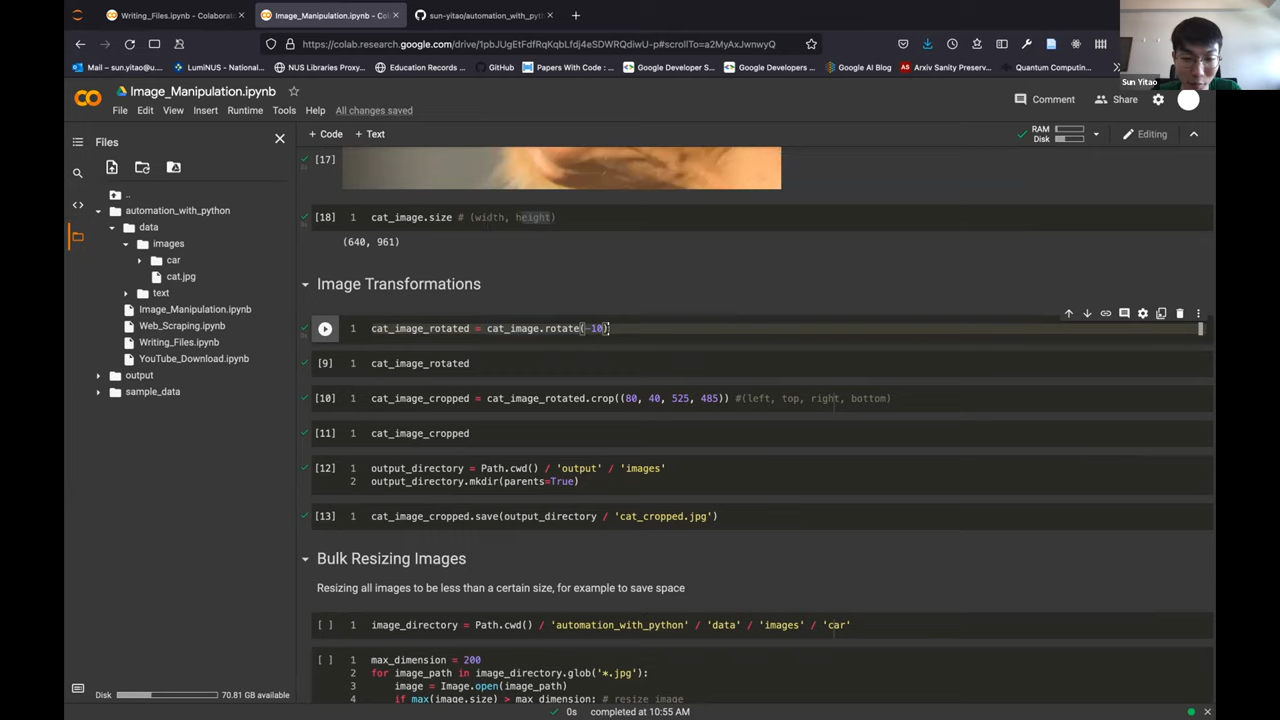 Writing_Files.ipynb - Colaborat
Image_Manipulation.ipynb - Co
sun-yitao/automation_with_pyth
https://colab.research.google.com/drive/1pbJUgEtFdfRqKqbLfdj4eSDWRQdiwU-p#scrollTo=a2MyAxJwnwyQ
Mail – sun.yitao@u....
LumiNUS - National...
NUS Libraries Proxy...
Education Records ...
GitHub
Papers With Code : ...
Google Developer S...
Google Developers ...
Google AI Blog
Arxiv Sanity Preserv...
Quantum Computin...
Sun Yitao
Image_Manipulation.ipynb
File Edit View Insert Runtime Tools Help All changes saved
Comment Share
+ Code + Text
RAM
Disk
Editing
Files
..
automation_with_python
data
images
car
cat.jpg
text
Image_Manipulation.ipynb
Web_Scraping.ipynb
Writing_Files.ipynb
YouTube_Download.ipynb
output
sample_data
Disk 70.81 GB available
[17]
[18] 1 cat_image.size # (width, height)
(640, 961)
Image Transformations
1 cat_image_rotated = cat_image.rotate(-10)
[9] 1 cat_image_rotated
[10] 1 cat_image_cropped = cat_image_rotated.crop((80, 40, 525, 485)) #(left, top, right, bottom)
[11] 1 cat_image_cropped
[12] 1 output_directory = Path.cwd() / 'output' / 'images'
2 output_directory.mkdir(parents=True)
[13] 1 cat_image_cropped.save(output_directory / 'cat_cropped.jpg')
Bulk Resizing Images
Resizing all images to be less than a certain size, for example to save space
[ ] 1 image_directory = Path.cwd() / 'automation_with_python' / 'data' / 'images' / 'car'
[ ] 1 max_dimension = 200
2 for image_path in image_directory.glob('*.jpg'):
3 image = Image.open(image_path)
4 if max(image.size) > max_dimension: # resize image
0s completed at 10:55 AM